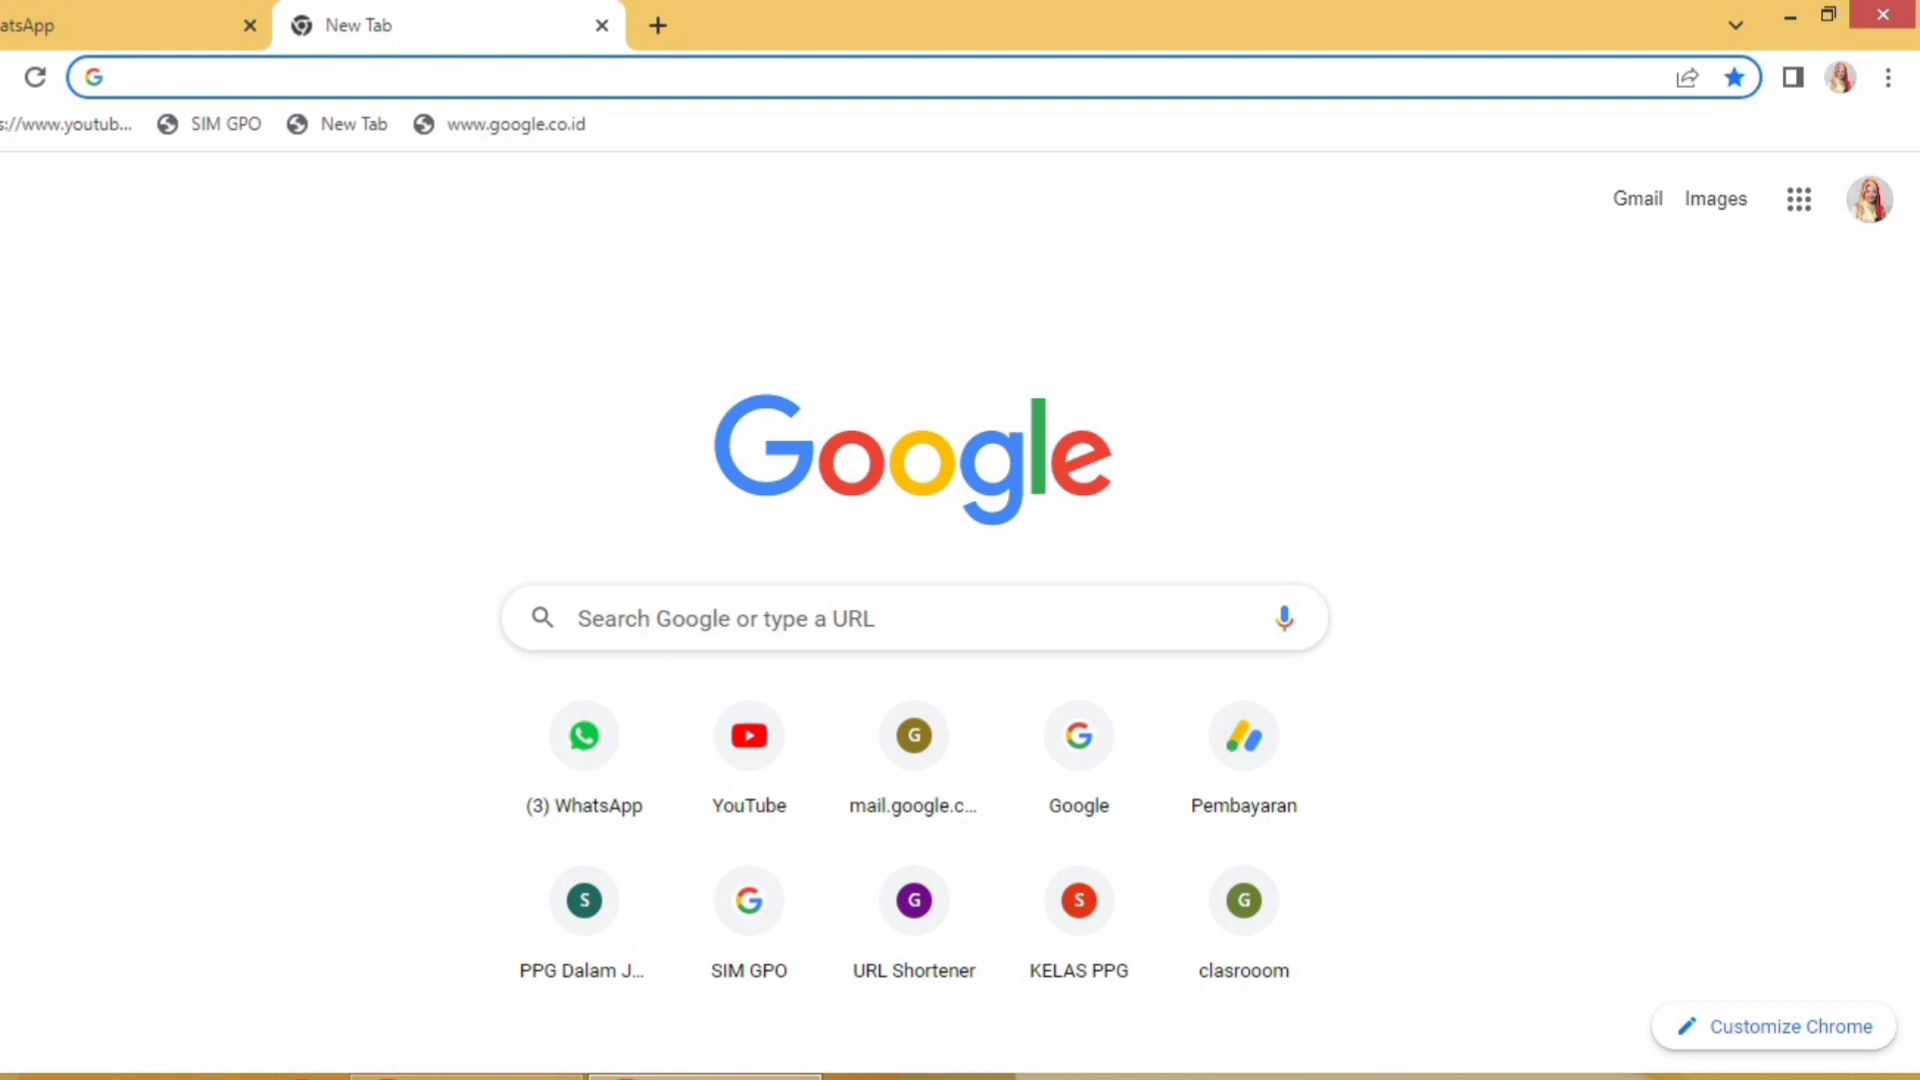 atsApp
New Tab
s://www.youtub...
SIM GPO
New Tab
www.google.co.id
Gmail
Images
Google
Search Google or type a URL
(3) WhatsApp
YouTube
G
mail.google.c...
Google
Pembayaran
S
PPG Dalam J...
SIM GPO
G
URL Shortener
S
KELAS PPG
G
clasrooom
Customize Chrome